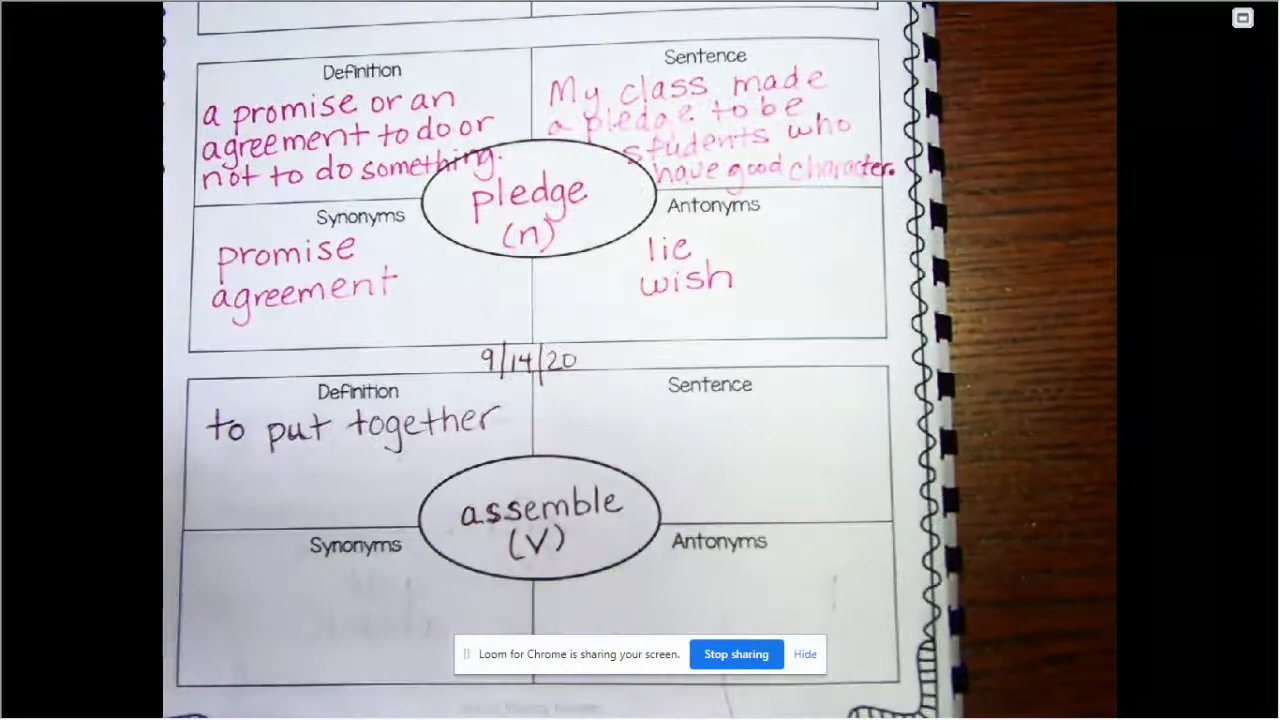 Definition
a promise or an
agreement to do or
not to do something.
Sentence
My class made
a pledge to be
students who
have good character.
pledge
(n)
Synonyms
promise
agreement
Antonyms
lie
wish
9/14/20
Definition
to put together
Sentence
assemble
(v)
Synonyms
Antonyms
Loom for Chrome is sharing your screen.
Stop sharing
Hide